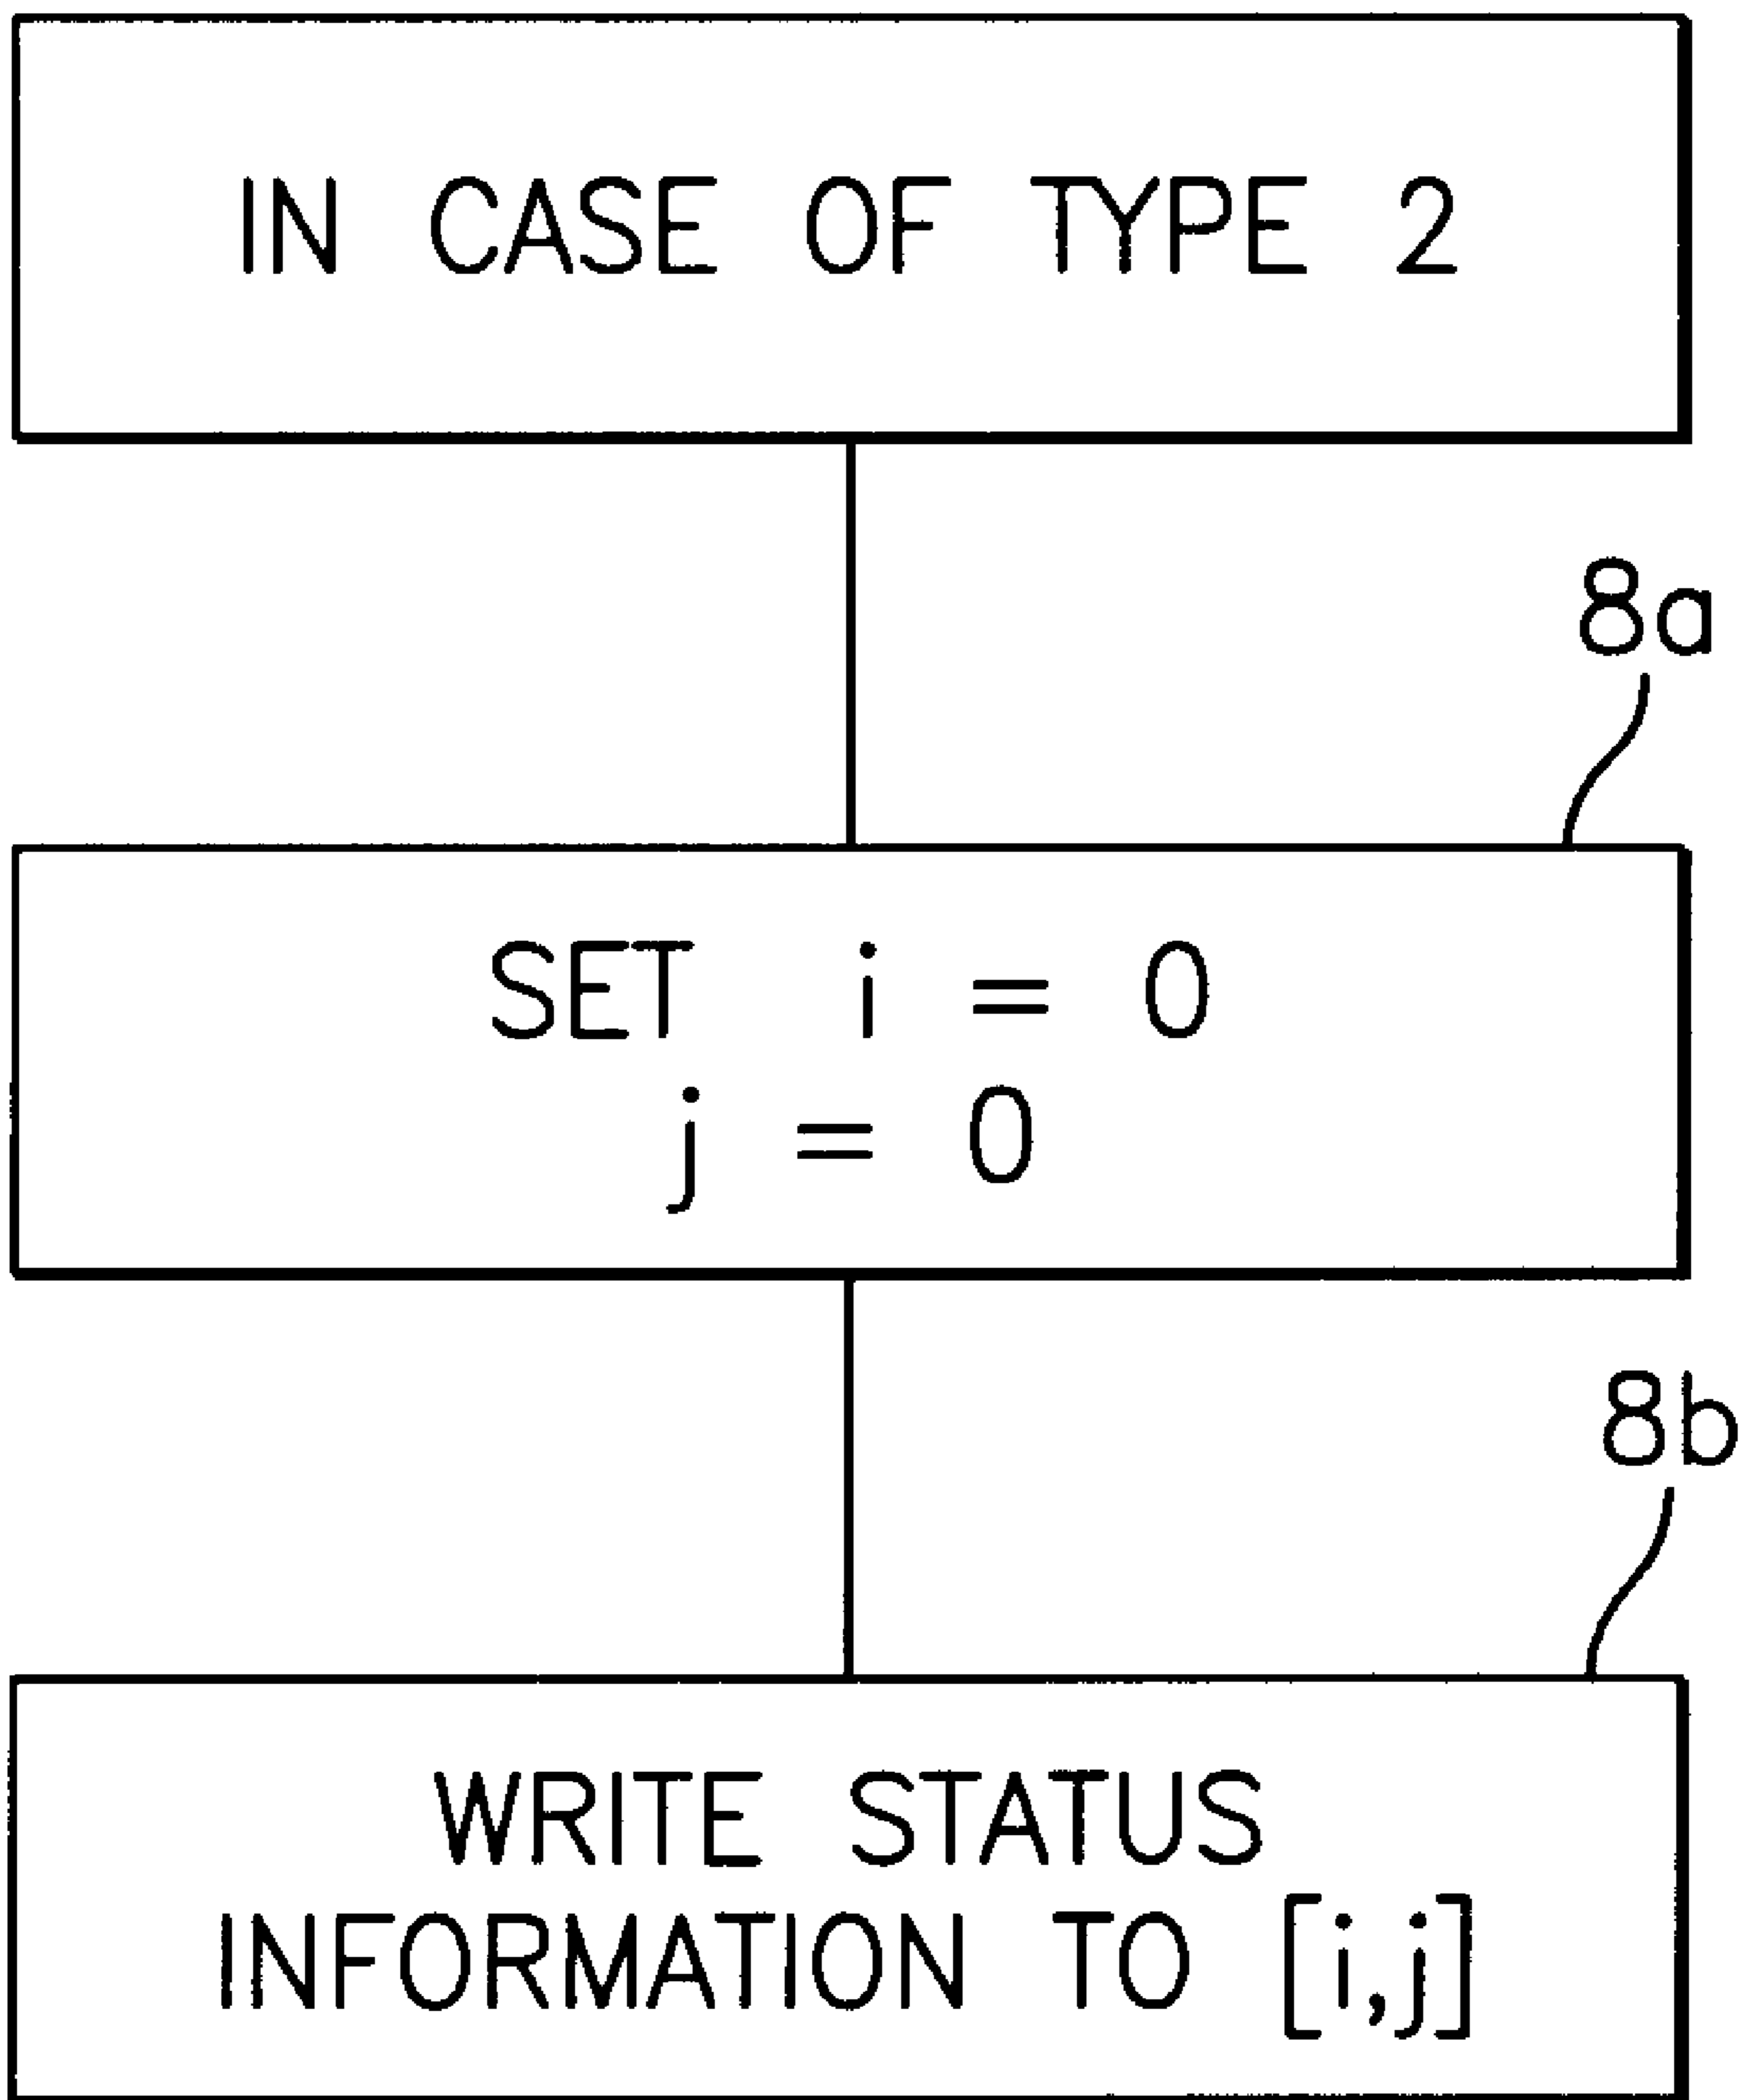 IN CASE OF TYPE 2
8a
SET i = 0
j = 0
8b
WRITE STATUS
INFORMATION TO [i,j]